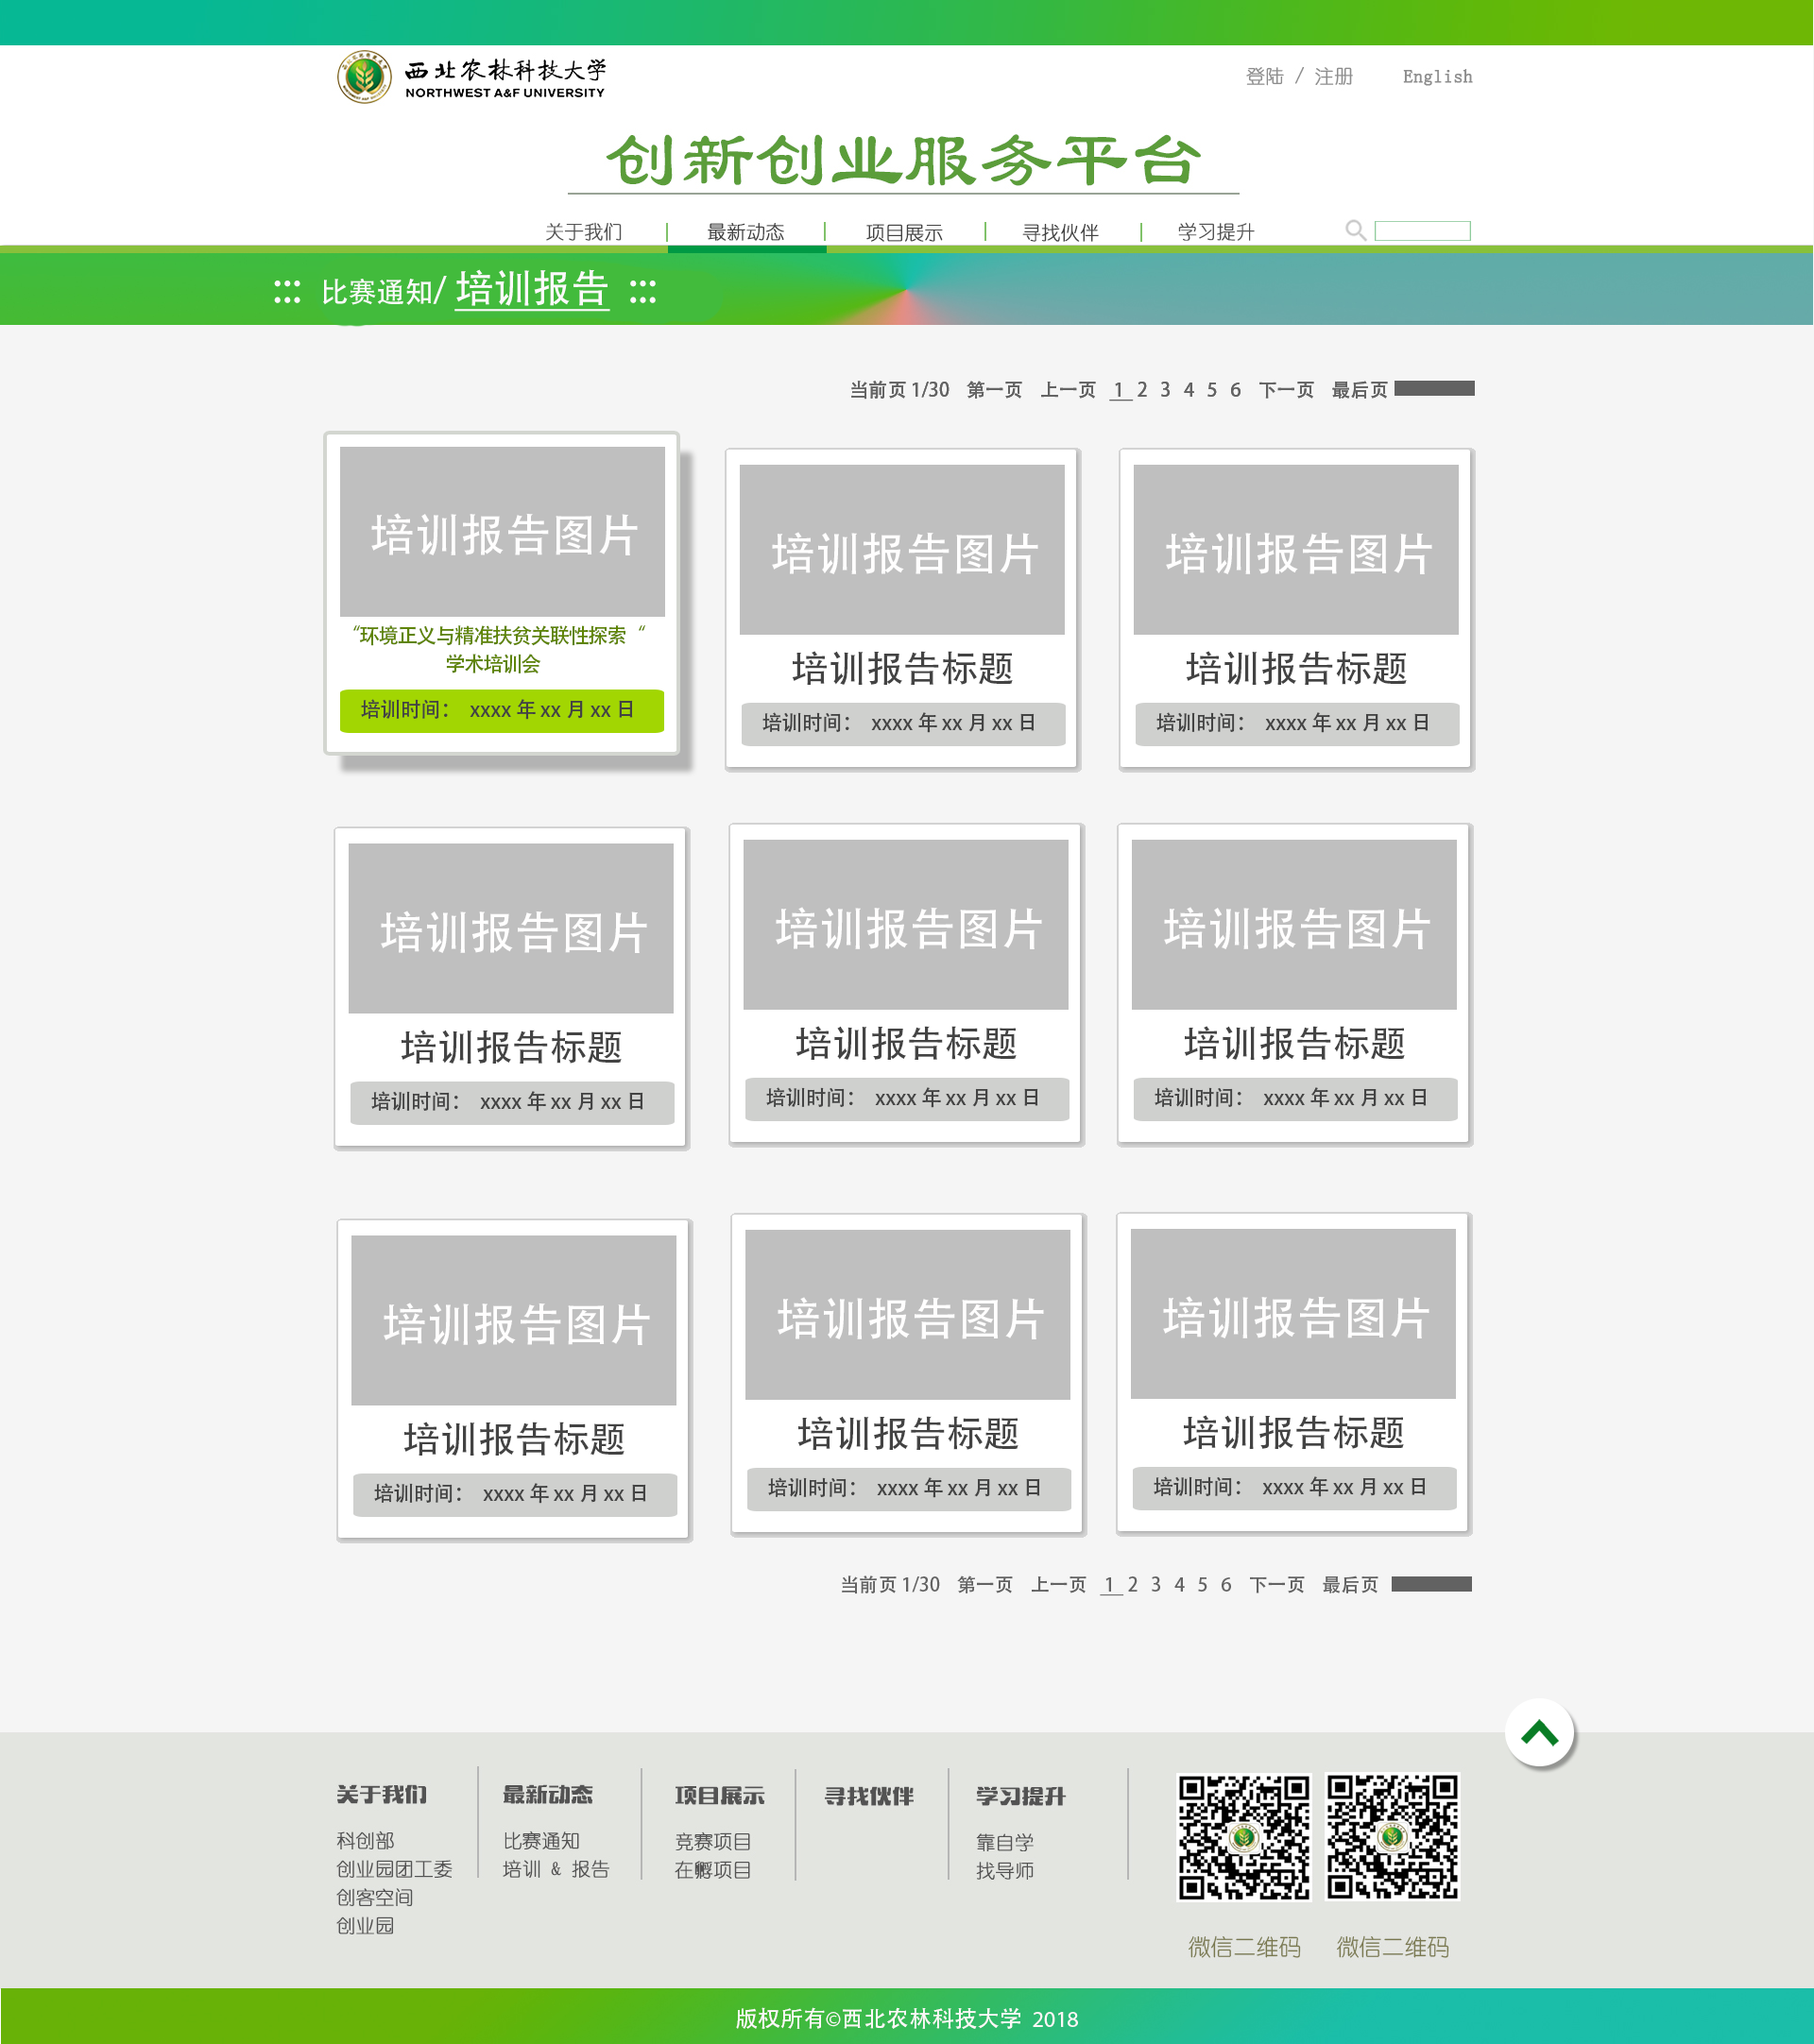 西北农林科技大学
NORTHWEST A&F UNIVERSITY
登陆 / 注册 English
创新创业服务平台
关于我们 最新动态 项目展示 寻找伙伴 学习提升
比赛通知/ 培训报告
当前页 1/30 第一页 上一页 1 2 3 4 5 6 下一页 最后页
培训报告图片
“环境正义与精准扶贫关联性探索“
学术培训会
培训时间： xxxx 年 xx 月 xx 日
培训报告图片
培训报告标题
培训时间： xxxx 年 xx 月 xx 日
培训报告图片
培训报告标题
培训时间： xxxx 年 xx 月 xx 日
培训报告图片
培训报告标题
培训时间： xxxx 年 xx 月 xx 日
培训报告图片
培训报告标题
培训时间： xxxx 年 xx 月 xx 日
培训报告图片
培训报告标题
培训时间： xxxx 年 xx 月 xx 日
培训报告图片
培训报告标题
培训时间： xxxx 年 xx 月 xx 日
培训报告图片
培训报告标题
培训时间： xxxx 年 xx 月 xx 日
培训报告图片
培训报告标题
培训时间： xxxx 年 xx 月 xx 日
当前页 1/30 第一页 上一页 1 2 3 4 5 6 下一页 最后页
关于我们
科创部
创业园团工委
创客空间
创业园
最新动态
比赛通知
培训 & 报告
项目展示
竞赛项目
在孵项目
寻找伙伴
学习提升
靠自学
找导师
微信二维码
微信二维码
版权所有©西北农林科技大学 2018